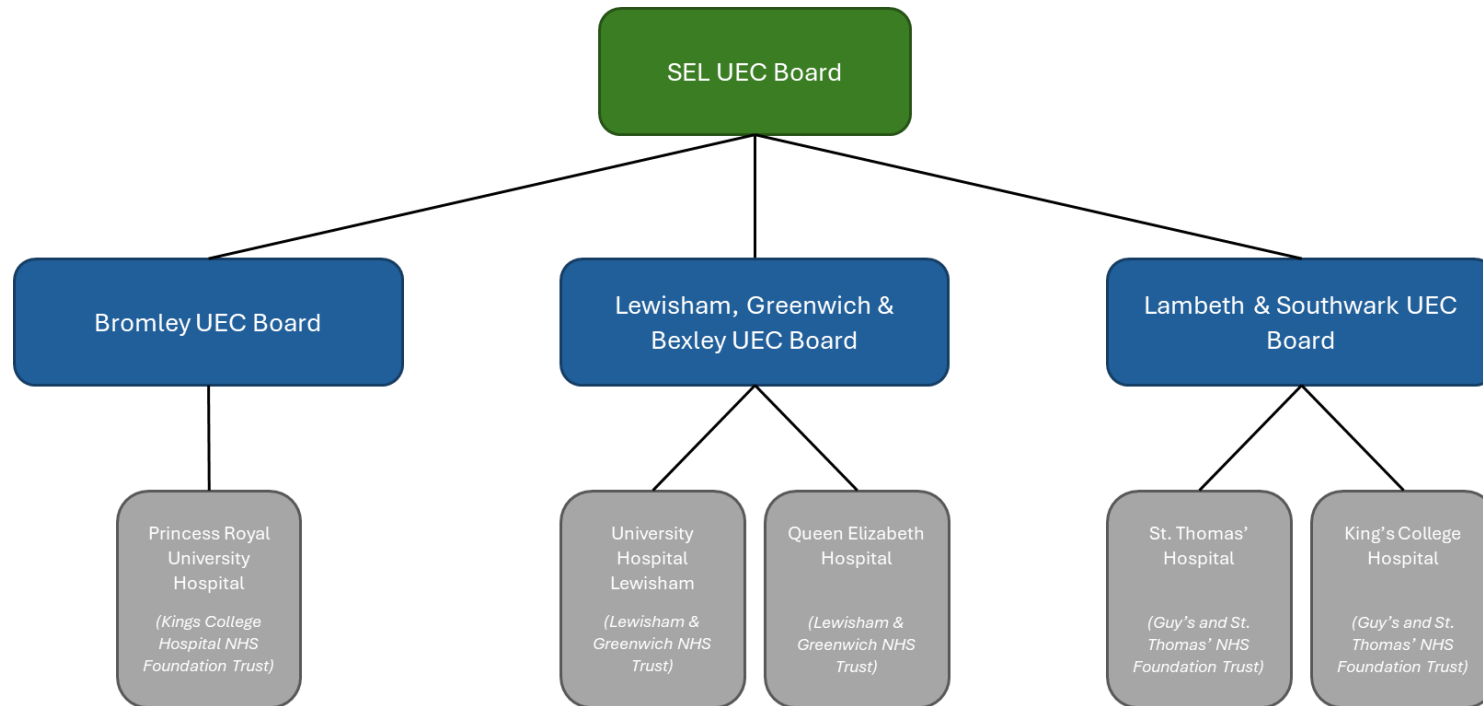 SEL UEC Board
Bromley UEC Board
Lewisham, Greenwich &
Bexley UEC Board
Lambeth & Southwark UEC
Board
Princess Royal
University
Hospital
(Kings College
Hospital NHS
Foundation Trust)
University
Hospital
Lewisham
(Lewisham &
Greenwich NHS
Trust)
Queen Elizabeth
Hospital
(Lewisham &
Greenwich NHS
Trust)
St. Thomas’
Hospital
(Guy’s and St.
Thomas’ NHS
Foundation Trust)
King’s College
Hospital
(Guy’s and St.
Thomas’ NHS
Foundation Trust)